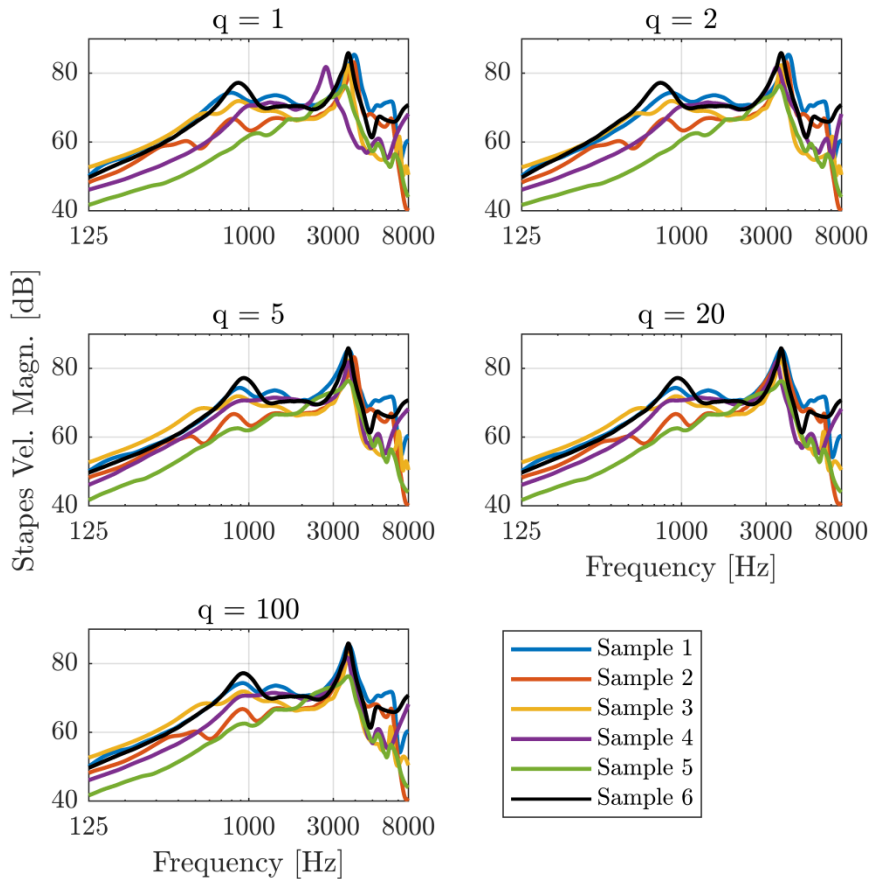 q = 1
80
60
40
125
1000
3000
8000
q = 2
80
60
40
125
1000
3000
8000
Stapes Vel. Magn. [dB]
q = 5
80
60
40
125
1000
3000
8000
q = 20
80
60
40
125
1000
3000
8000
Frequency [Hz]
q = 100
80
60
40
125
1000
3000
8000
Frequency [Hz]
Sample 1
Sample 2
Sample 3
Sample 4
Sample 5
Sample 6